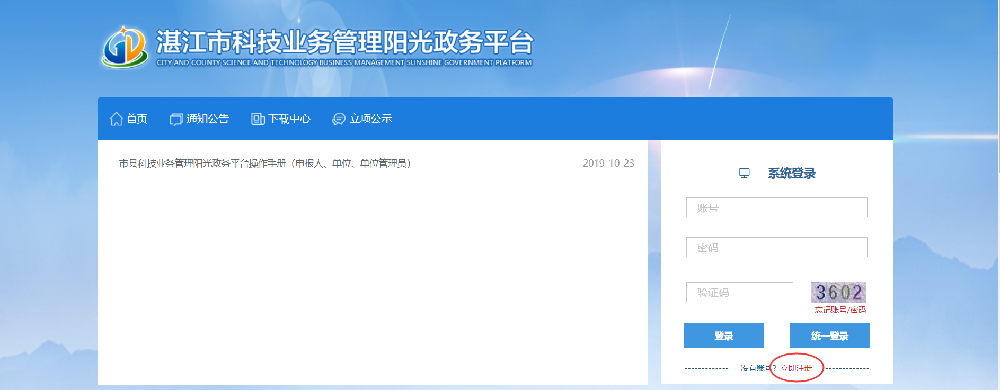 湛江市科技业务管理阳光政务平台
CITY AND COUNTY SCIENCE AND TECHNOLOGY BUSINESS MANAGEMENT SUNSHINE GOVERNMENT PLATFORM
首页 通知公告 下载中心 立项公示
市县科技业务管理阳光政务平台操作手册（申报人、单位、单位管理员） 2019-10-23
系统登录
账号
密码
验证码 3602
忘记账号/密码
登录 统一登录
------------- 没有账号？立即注册 -------------